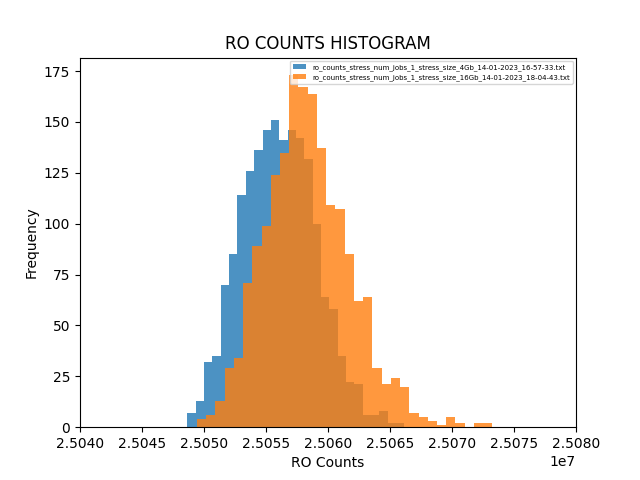 RO COUNTS HISTOGRAM
ro_counts_stress_num_jobs_1_stress_size_4Gb_14-01-2023_16-57-33.txt
ro_counts_stress_num_jobs_1_stress_size_16Gb_14-01-2023_18-04-43.txt
175
150
125
100
75
50
25
0
Frequency
2.5040 2.5045 2.5050 2.5055 2.5060 2.5065 2.5070 2.5075 2.5080
RO Counts
1e7